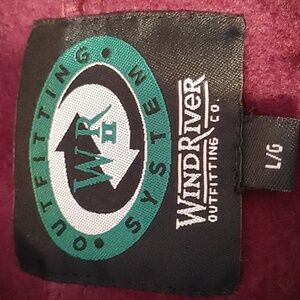 OUTFITTING • SYSTEM •
WR
II
WINDRIVER
OUTFITTING CO.
L/G